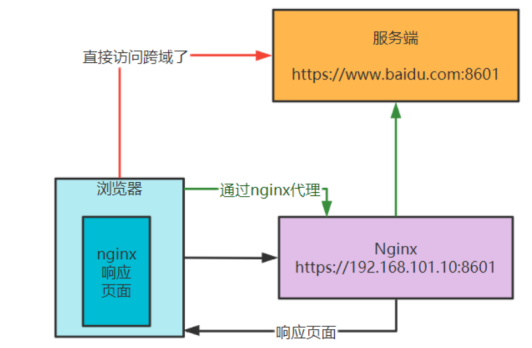 服务端
直接访问跨域了
https://www.baidu.com:8601
浏览器
通过nginx代理
nginx
响应
页面
Nginx
https://192.168.101.10:8601
响应页面